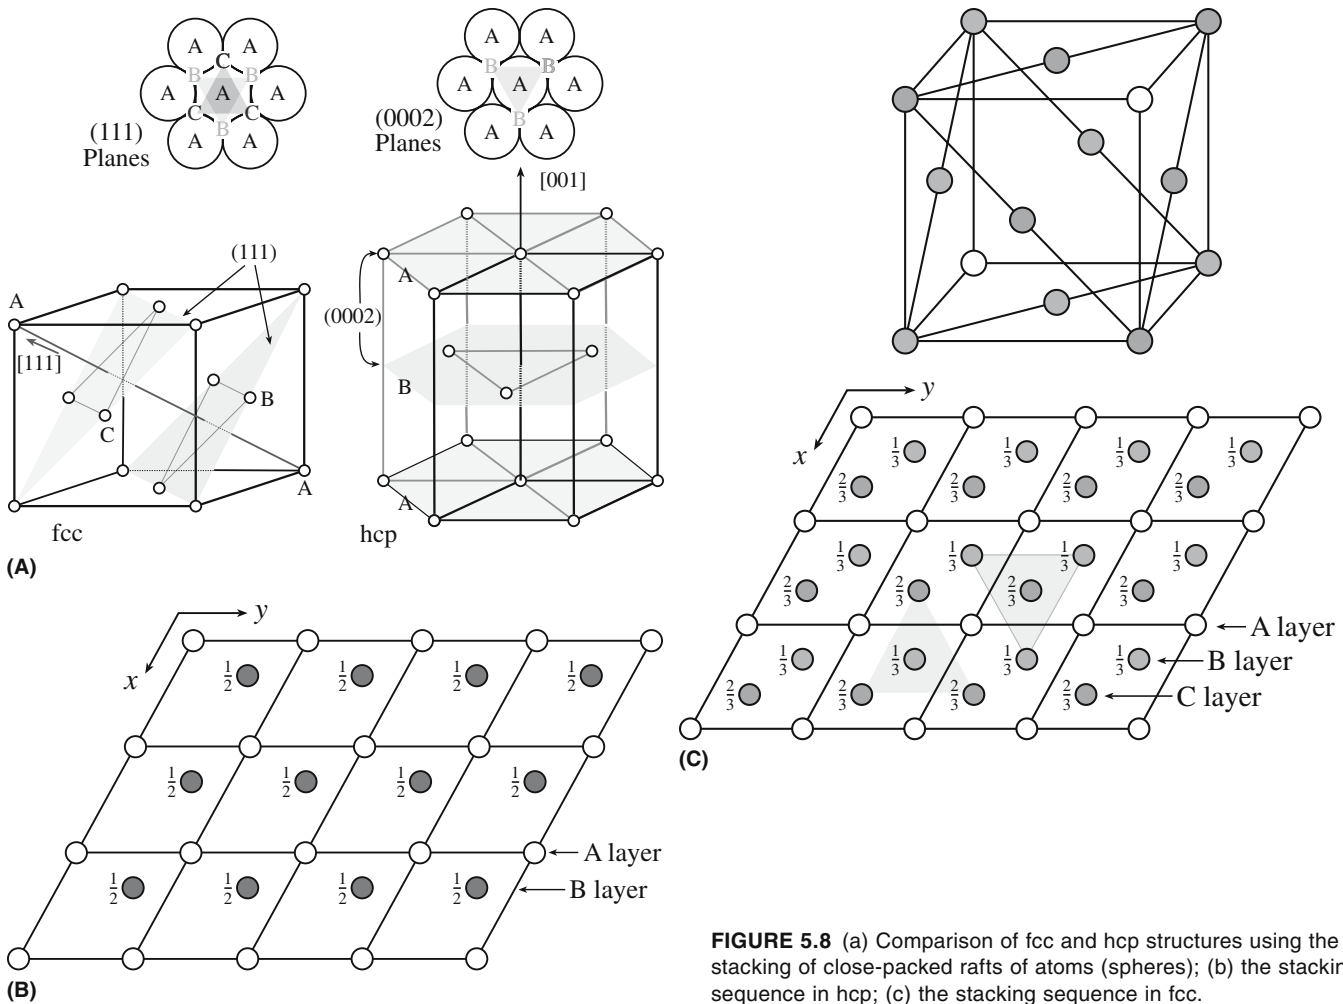 A A
C
B B
A A A
C C
B
A A
(111)
Planes
A A
B B
A A A
B
A A
(0002)
Planes
[001]
(111)
A
[111]
B
C
A
fcc
A
(0002)
B
A
hcp
(A)
y
x
1/3 1/3 1/3 1/3
2/3 2/3 2/3 2/3
1/3 1/3 1/3 1/3
2/3 2/3 2/3 2/3
A layer
1/3 1/3 1/3 1/3
B layer
2/3 2/3 2/3 2/3
C layer
(C)
y
x
1/2 1/2 1/2 1/2
1/2 1/2 1/2 1/2
A layer
1/2 1/2 1/2 1/2
B layer
(B)
FIGURE 5.8 (a) Comparison of fcc and hcp structures using the
stacking of close-packed rafts of atoms (spheres); (b) the stackin
sequence in hcp; (c) the stacking sequence in fcc.